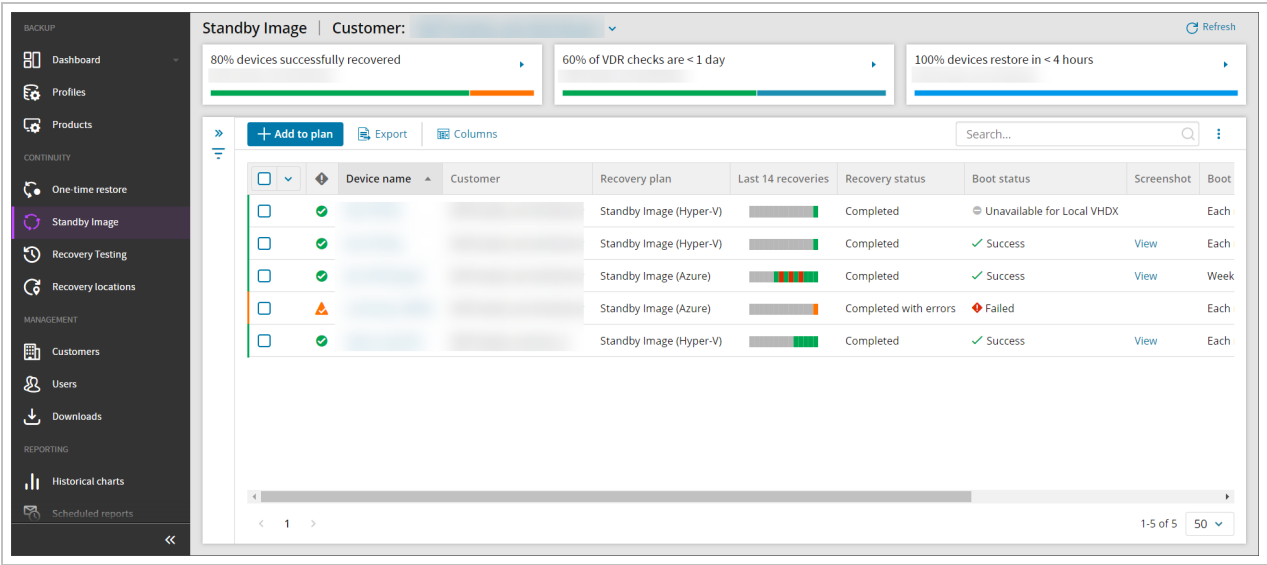 BACKUP
Dashboard
Profiles
Products
CONTINUITY
One-time restore
Standby Image
Recovery Testing
Recovery locations
MANAGEMENT
Customers
Users
Downloads
REPORTING
Historical charts
Scheduled reports
Standby Image | Customer:
Refresh
80% devices successfully recovered
60% of VDR checks are < 1 day
100% devices restore in < 4 hours
Add to plan Export Columns Search...
Device name Customer Recovery plan Last 14 recoveries Recovery status Boot status Screenshot Boot
Standby Image (Hyper-V) Completed Unavailable for Local VHDX Each
Standby Image (Hyper-V) Completed Success View Each
Standby Image (Azure) Completed Success View Week
Standby Image (Azure) Completed with errors Failed Each
Standby Image (Hyper-V) Completed Success View Each
1 1-5 of 5 50